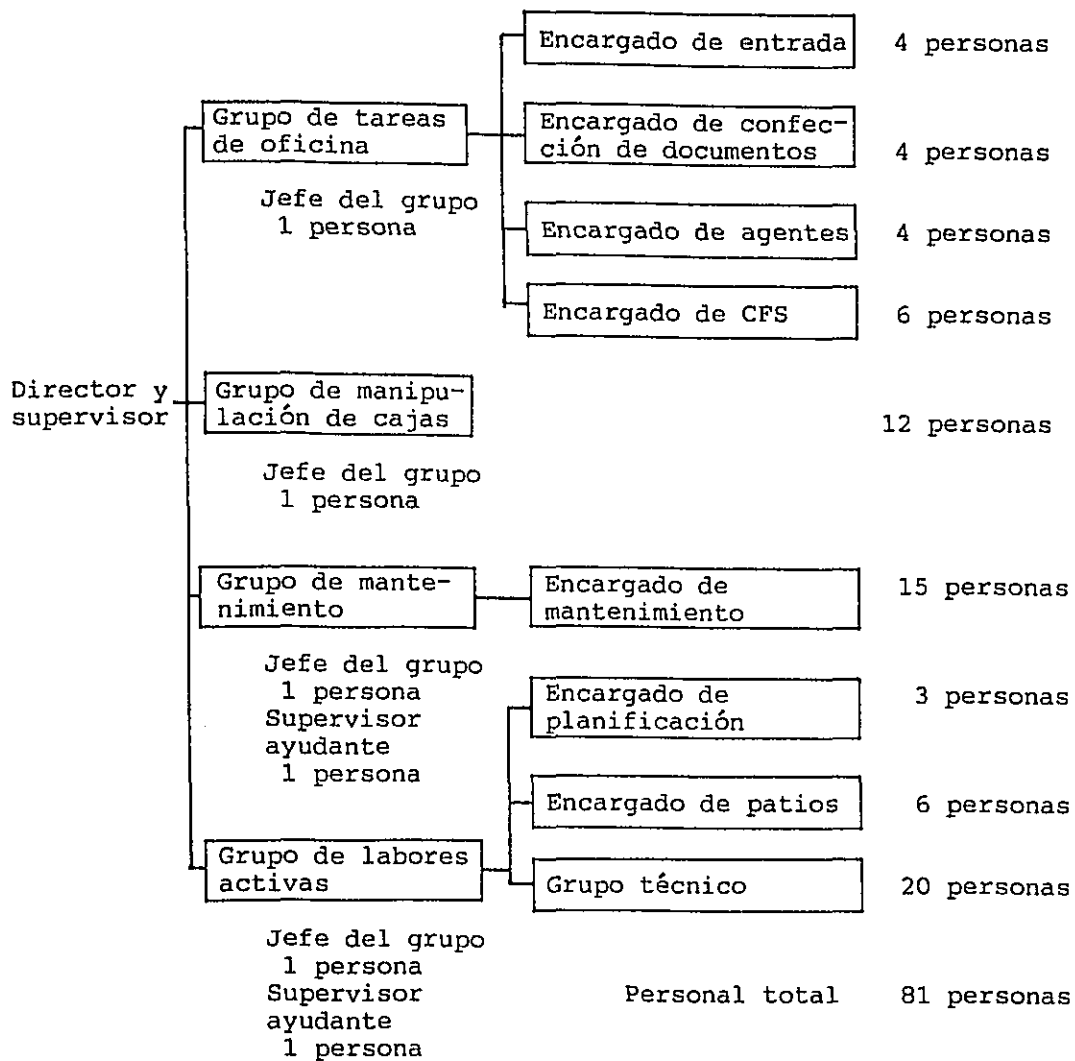 Encargado de entrada 4 personas
Grupo de tareas
de oficina
Encargado de confec-
ción de documentos 4 personas
Jefe del grupo
1 persona
Encargado de agentes 4 personas
Encargado de CFS 6 personas
Director y
supervisor
Grupo de manipu-
lación de cajas
12 personas
Jefe del grupo
1 persona
Grupo de mante-
nimiento
Encargado de
mantenimiento
15 personas
Jefe del grupo
1 persona
Supervisor
ayudante
1 persona
Encargado de
planificación
3 personas
Encargado de patios 6 personas
Grupo de labores
activas
Grupo técnico 20 personas
Jefe del grupo
1 persona
Supervisor
ayudante
1 persona
Personal total 81 personas